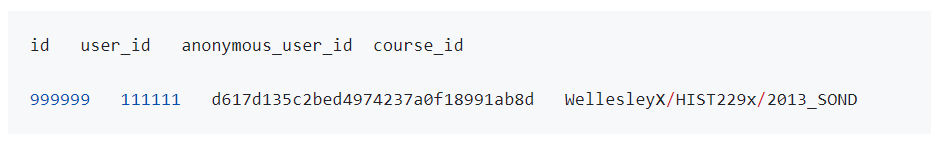 id user_id anonymous_user_id course_id
999999 111111 d617d135c2bed4974237a0f18991ab8d WellesleyX/HIST229x/2013_SOND